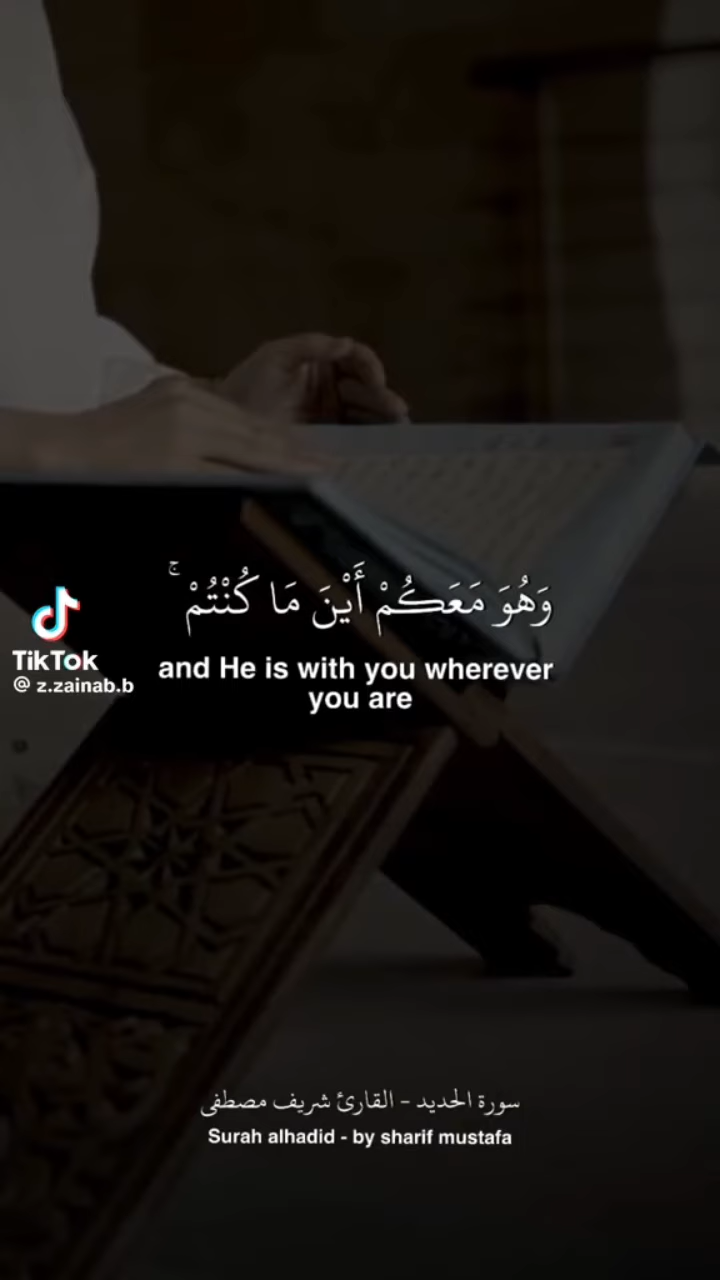 وَهُوَ مَعَكُمْ أَيْنَ مَا كُنْتُمْ ۚ
and He is with you wherever
you are
TikTok
@ z.zainab.b
سورة الحديد - القارئ شريف مصطفى
Surah alhadid - by sharif mustafa